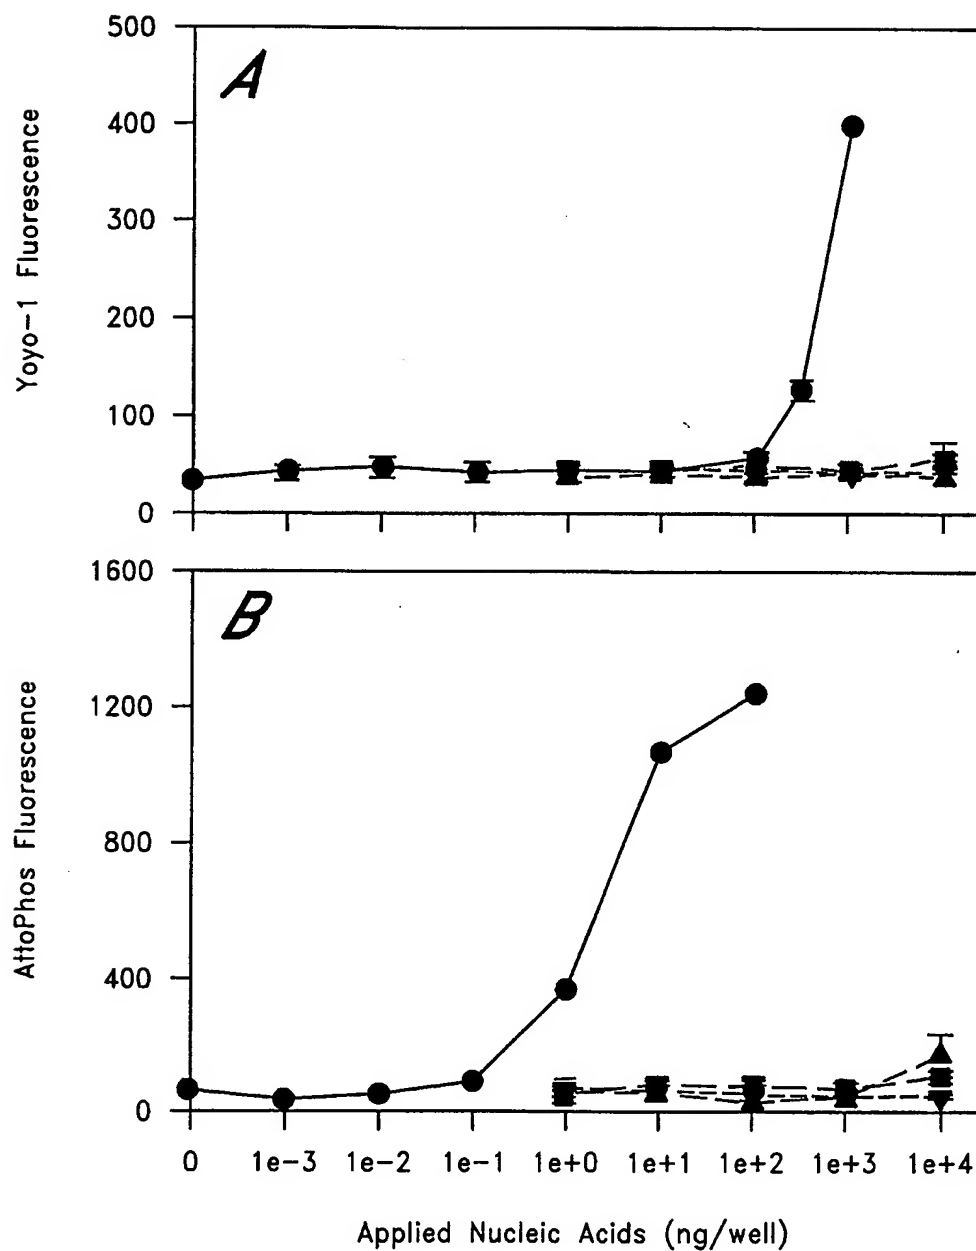 500
A
400
300
200
100
0
Yoyo-1 Fluorescence
1600
B
1200
800
400
0
AttoPhos Fluorescence
0 1e-3 1e-2 1e-1 1e+0 1e+1 1e+2 1e+3 1e+4
Applied Nucleic Acids (ng/well)